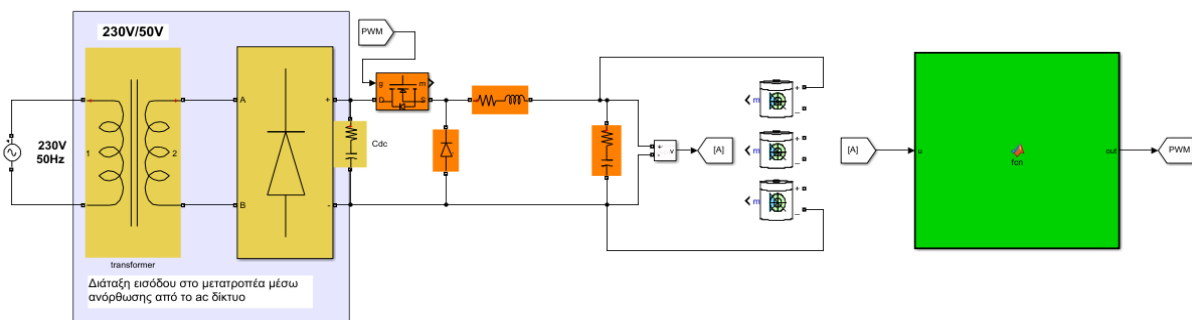 230V/50V
PWM
g
m
D
S
A
+
230V
50Hz
1
2
Cdc
+
-
v
[A]
m
+
_
m
+
_
m
+
_
[A]
u
fcn
out
PWM
B
-
transformer
Διάταξη εισόδου στο μετατροπέα μέσω
ανόρθωσης από το ac δίκτυο